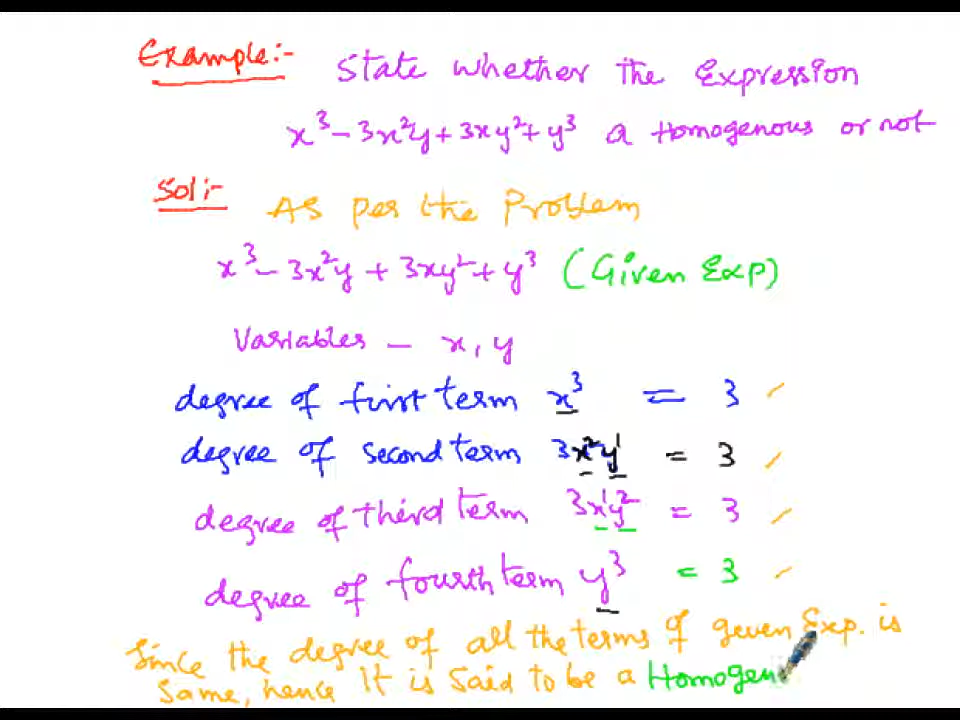 Example:- State whether the Expression
x³ - 3x²y + 3xy² + y³ a Homogenous or not
Sol:- As per the Problem
x³ - 3x²y + 3xy² + y³ (Given Exp)
Variables - x, y
degree of first term x³ = 3
degree of second term 3x²y¹ = 3
degree of third term 3x¹y² = 3
degree of fourth term y³ = 3
Since the degree of all the terms of geven Exp. is
Same, hence It is Said to be a Homogen